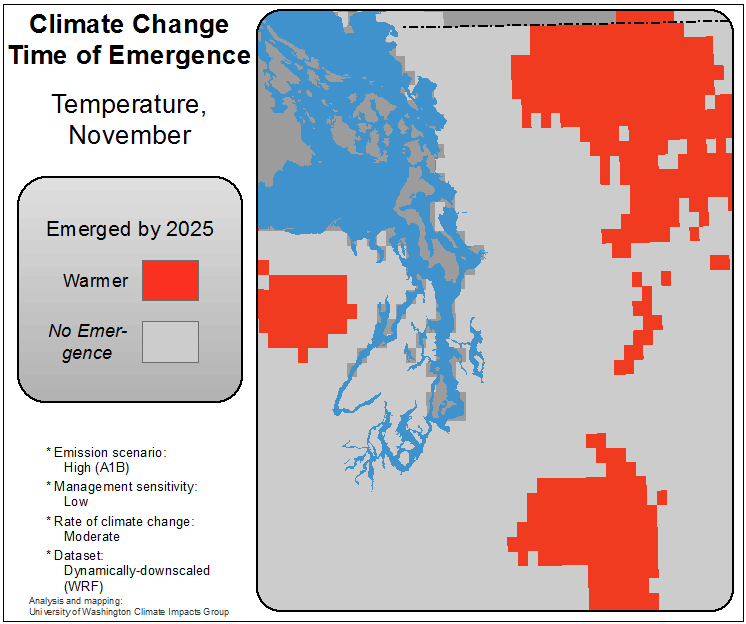 Climate Change
Time of Emergence
Temperature,
November
Emerged by 2025
Warmer
No Emer-
gence
* Emission scenario:
High (A1B)
* Management sensitivity:
Low
* Rate of climate change:
Moderate
* Dataset:
Dynamically-downscaled
(WRF)
Analysis and mapping:
University of Washington Climate Impacts Group